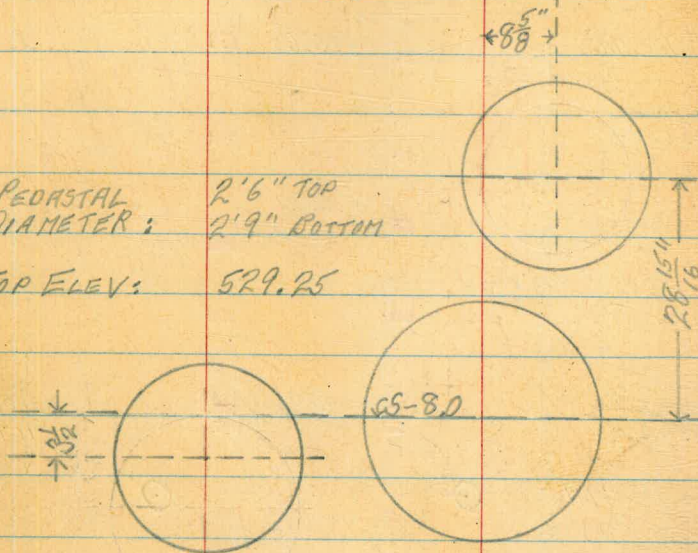 8 5/8"
PEDASTAL 2'6" TOP
DIAMETER: 2'9" BOTTOM
TOP ELEV: 529.25
28 15/16"
S-8.0